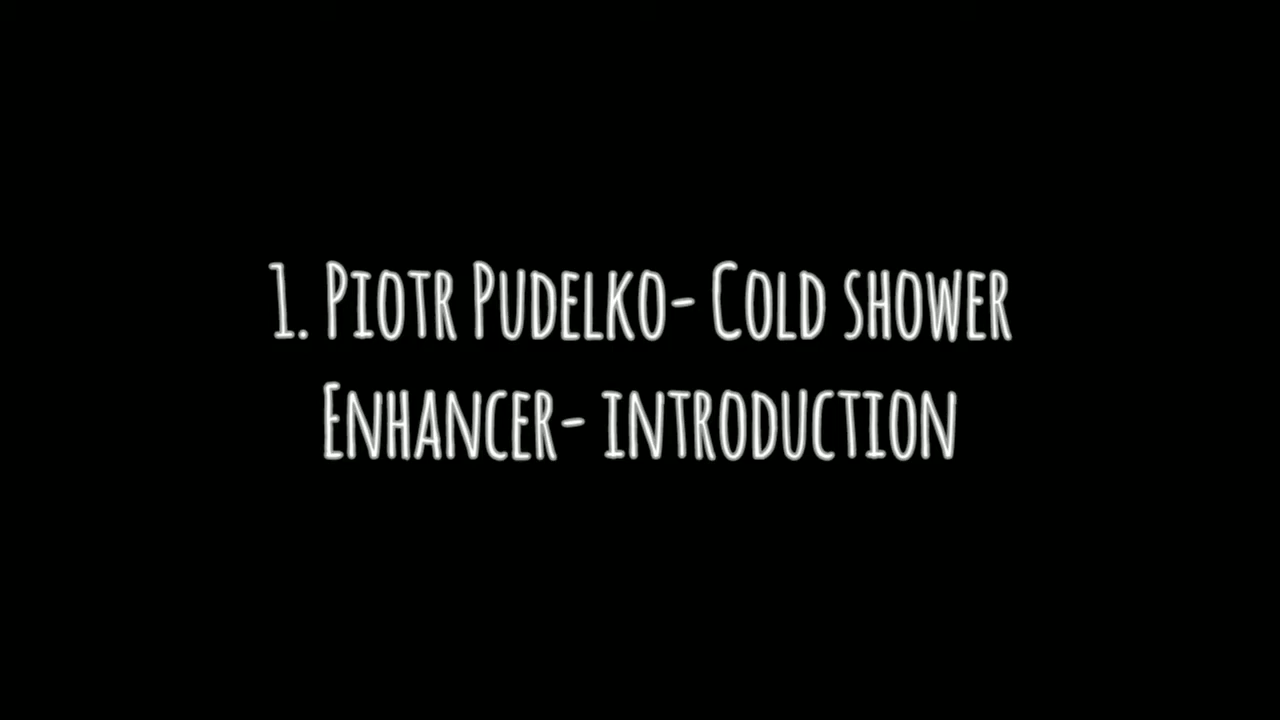 1. Piotr Pudelko- Cold shower
Enhancer- introduction